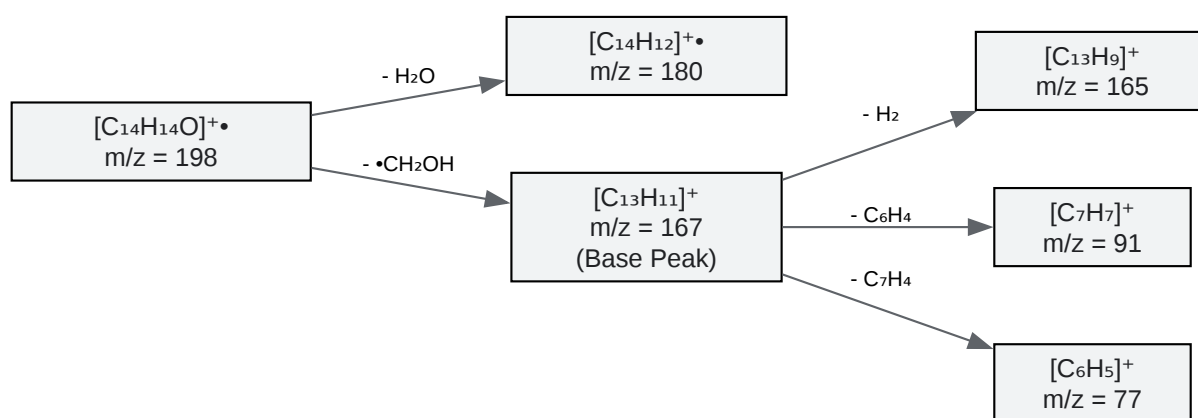 [C₁₄H₁₄O]⁺•
m/z = 198
- H₂O
- •CH₂OH
[C₁₄H₁₂]⁺•
m/z = 180
[C₁₃H₁₁]⁺
m/z = 167
(Base Peak)
- H₂
- C₆H₄
- C₇H₄
[C₁₃H₉]⁺
m/z = 165
[C₇H₇]⁺
m/z = 91
[C₆H₅]⁺
m/z = 77